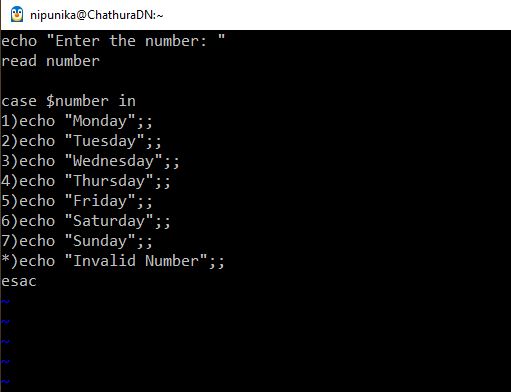 nipunika@ChathuraDN:~
echo "Enter the number: "
read number

case $number in
1)echo "Monday";;
2)echo "Tuesday";;
3)echo "Wednesday";;
4)echo "Thursday";;
5)echo "Friday";;
6)echo "Saturday";;
7)echo "Sunday";;
*)echo "Invalid Number";;
esac
~
~
~
~
~